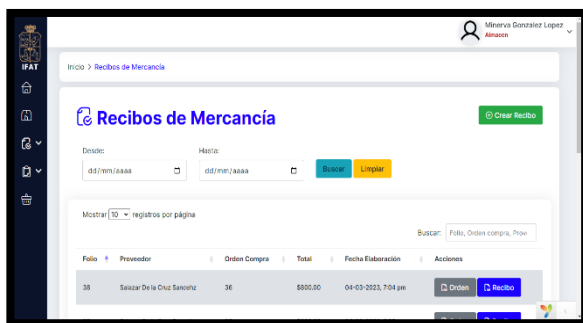 Minerva Gonzalez Lopez
Almacen
IFAT
Inicio > Recibos de Mercancía
Recibos de Mercancía
Crear Recibo
Desde:
Hasta:
dd/mm/aaaa
dd/mm/aaaa
Buscar
Limpiar
Mostrar 10 registros por página
Buscar: Folio, Orden compra, Prov
Folio Proveedor Orden Compra Total Fecha Elaboración Acciones
38 Salazar De la Cruz Sancehz 36 $800.00 04-03-2023, 7:04 pm Orden Recibo